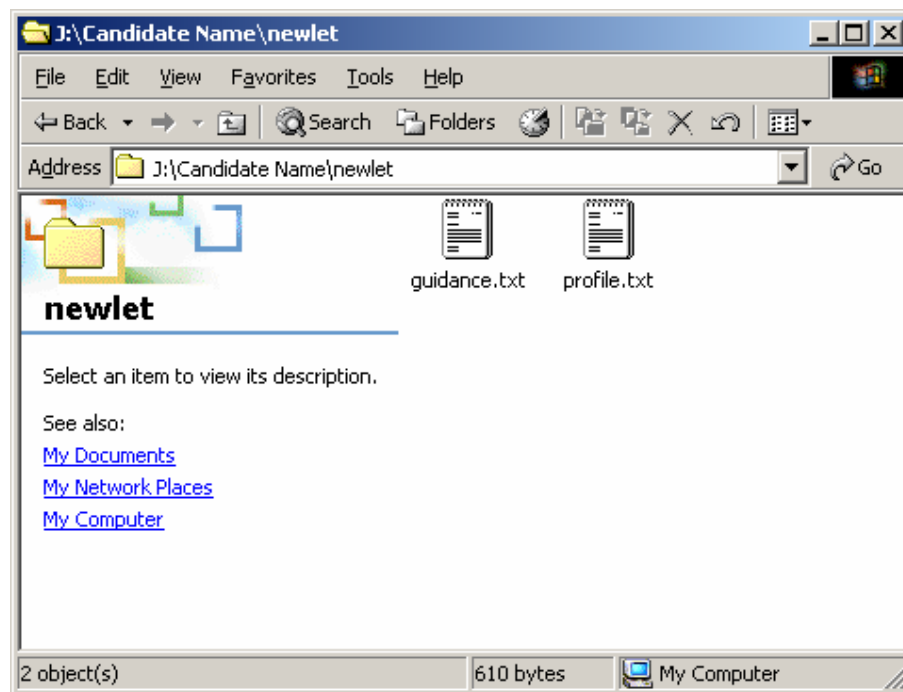 J:\Candidate Name\newlet
File Edit View Favorites Tools Help
Back Search Folders
Address J:\Candidate Name\newlet Go
guidance.txt profile.txt
newlet
Select an item to view its description.
See also:
My Documents
My Network Places
My Computer
2 object(s) 610 bytes My Computer